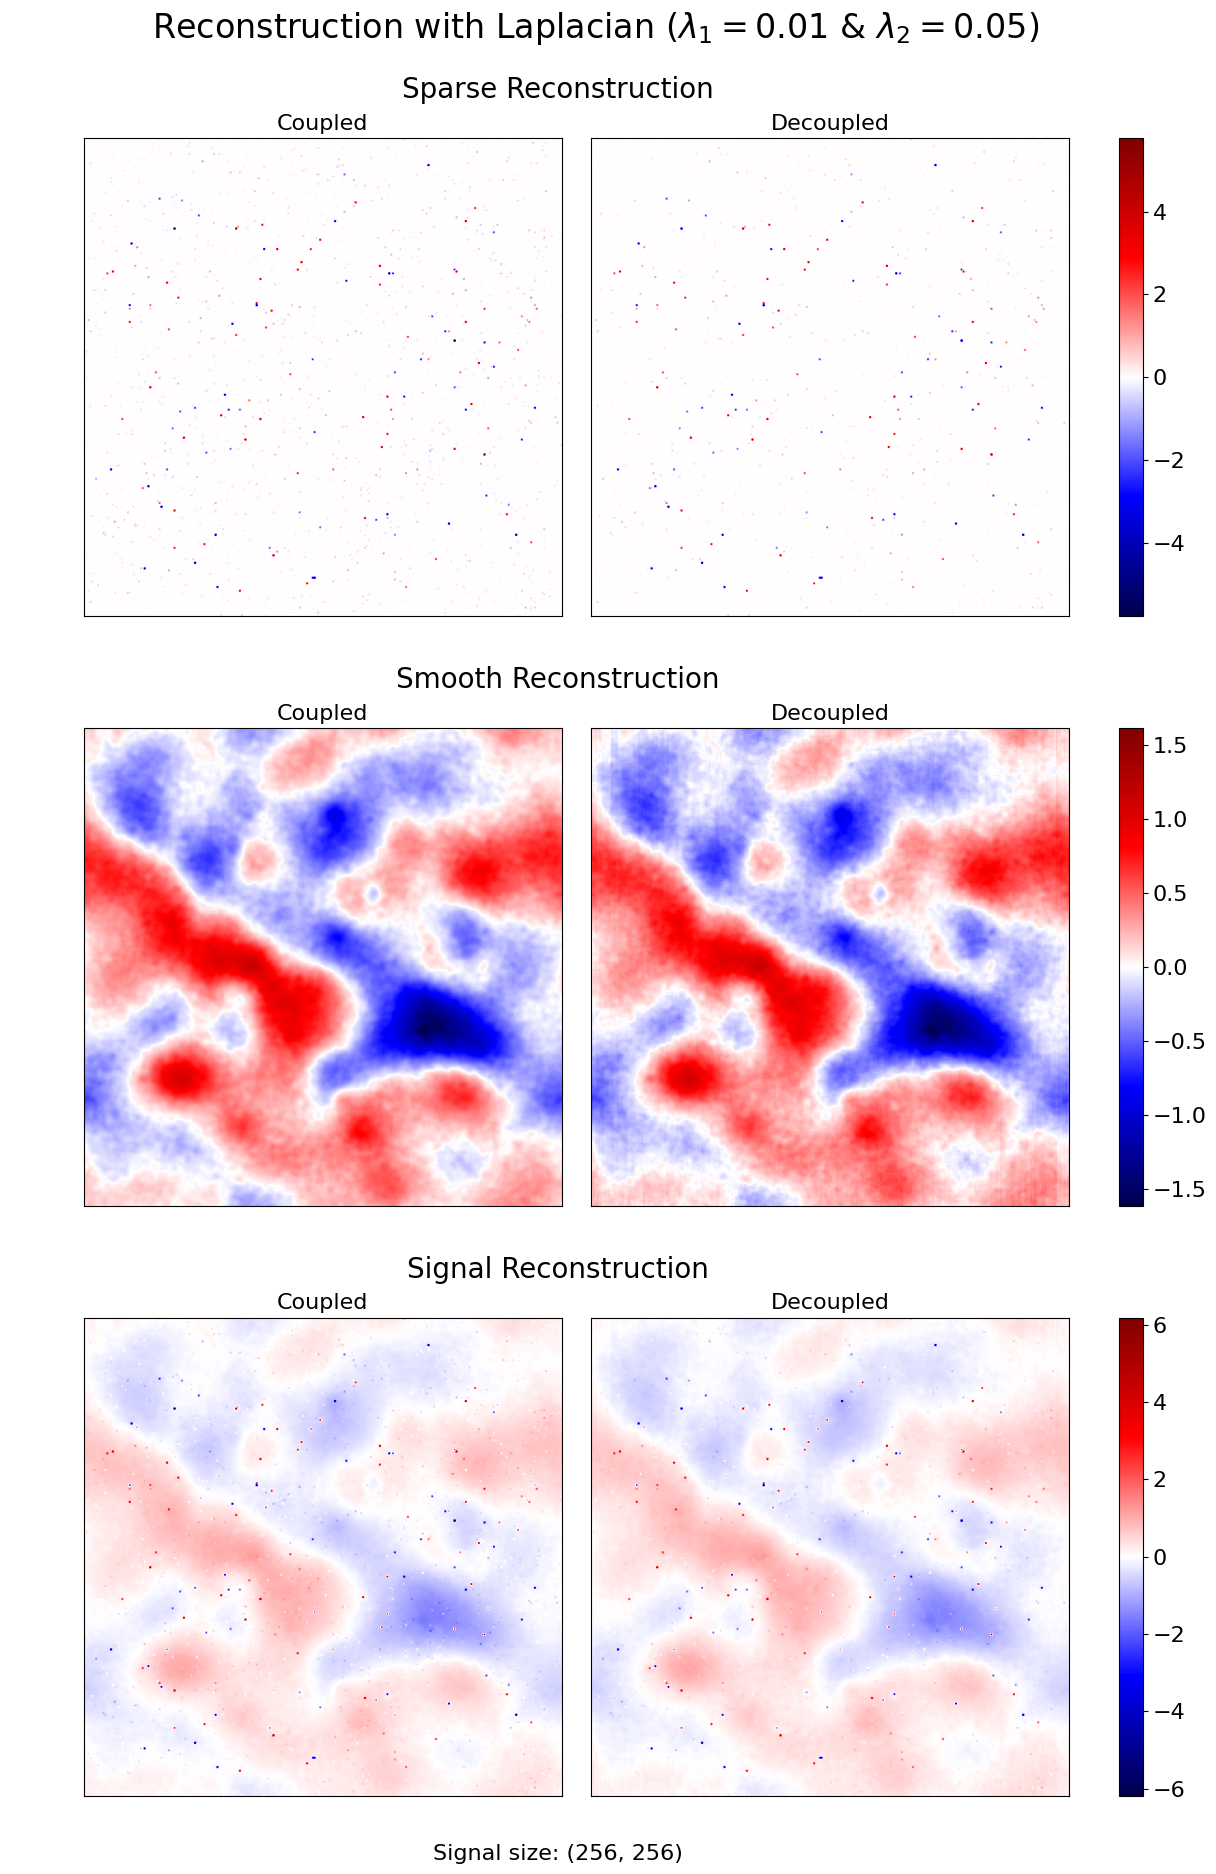 Reconstruction with Laplacian (λ₁ = 0.01 & λ₂ = 0.05)
Sparse Reconstruction
Coupled Decoupled
4
2
0
−2
−4
Smooth Reconstruction
Coupled Decoupled
1.5
1.0
0.5
0.0
−0.5
−1.0
−1.5
Signal Reconstruction
Coupled Decoupled
6
4
2
0
−2
−4
−6
Signal size: (256, 256)